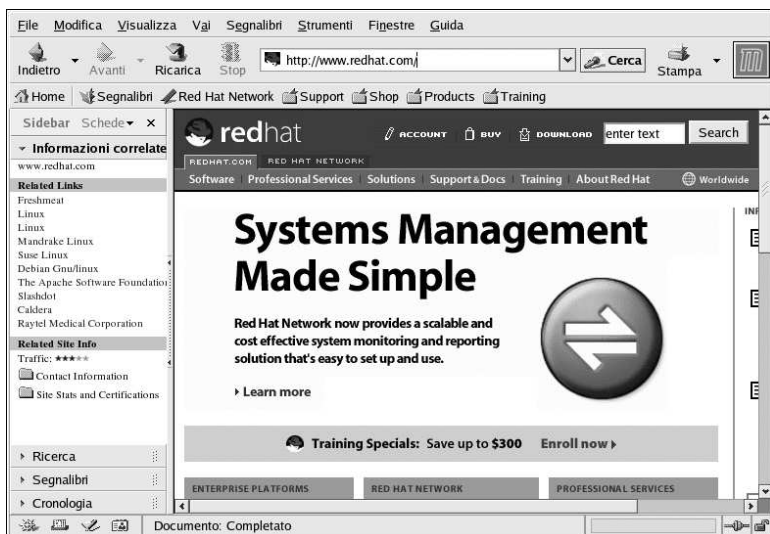 File Modifica Visualizza Vai Segnalibri Strumenti Finestre Guida
Indietro Avanti Ricarica Stop http://www.redhat.com/ Cerca Stampa
Home Segnalibri Red Hat Network Support Shop Products Training
Sidebar Schede
Informazioni correlate
www.redhat.com
Related Links
Freshmeat
Linux
Linux
Mandrake Linux
Suse Linux
Debian Gnu/linux
The Apache Software Foundation
Slashdot
Caldera
Raytel Medical Corporation
Related Site Info
Traffic: ★★★★★
Contact Information
Site Stats and Certifications
Ricerca
Segnalibri
Cronologia
redhat ACCOUNT BUY DOWNLOAD enter text Search
REDHAT.COM RED HAT NETWORK
Software Professional Services Solutions Support & Docs Training About Red Hat Worldwide
Systems Management
Made Simple
Red Hat Network now provides a scalable and
cost effective system monitoring and reporting
solution that's easy to set up and use.
Learn more
Training Specials: Save up to $300 Enroll now
ENTERPRISE PLATFORMS RED HAT NETWORK PROFESSIONAL SERVICES
Documento: Completato